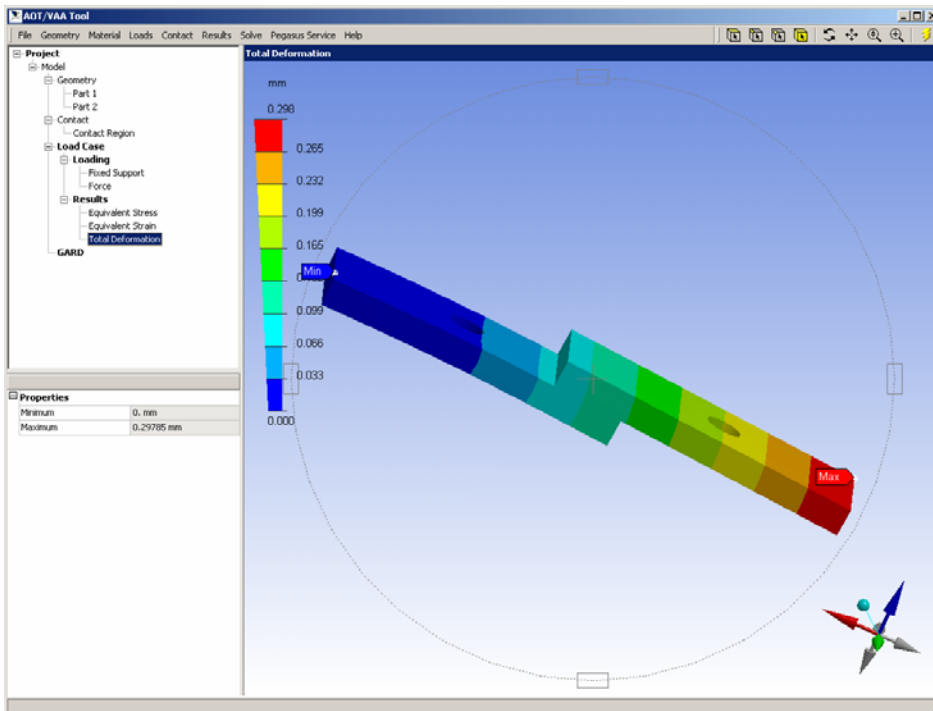 AOT/VAA Tool
File Geometry Material Loads Contact Results Solve Pegasus Service Help
Project
Model
Geometry
Part 1
Part 2
Contact
Contact Region
Load Case
Loading
Fixed Support
Force
Results
Equivalent Stress
Equivalent Strain
Total Deformation
GARD
Properties
Minimum 0. mm
Maximum 0.29785 mm
Total Deformation
mm
0.298
0.265
0.232
0.199
0.165
0.099
0.066
0.033
0.000
Min
Max